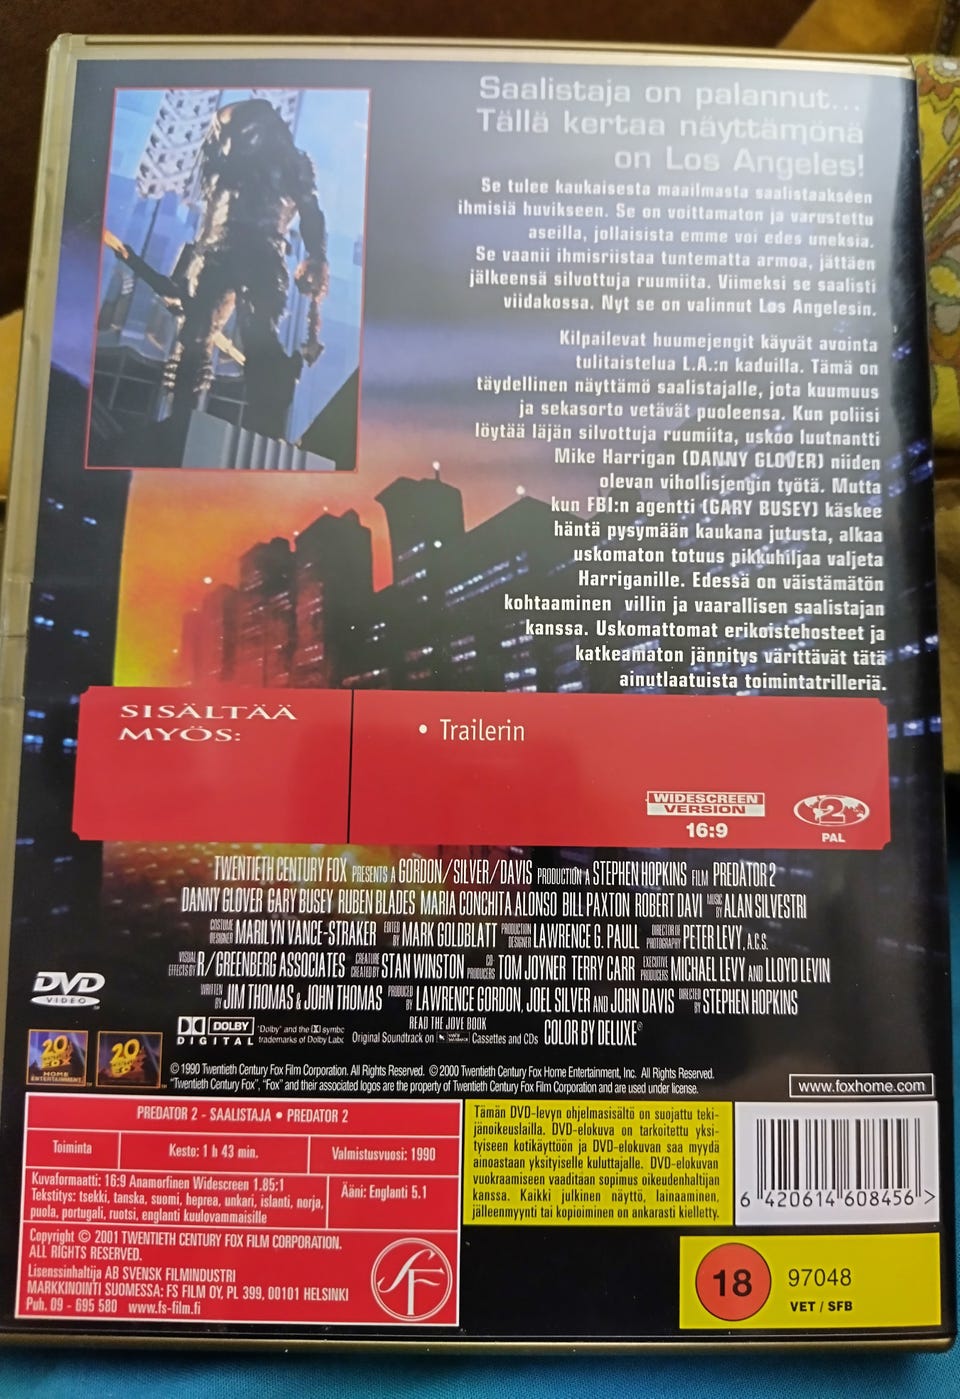 Saalistaja on palannut...
Tällä kertaa näyttämönä
on Los Angeles!
Se tulee kaukaisesta maailmasta saalistaakseen
ihmisiä huvikseen. Se on voittamaton ja varustettu
aseilla, jollaisista emme voi edes uneksia.
Se vaanii ihmisriistaa tuntematta armoa, jättäen
jälkeensä silvottuja ruumiita. Viimeksi se saalisti
viidakossa. Nyt se on valinnut Los Angelesin.
Kilpailevat huumejengit käyvät avointa
tulitaistelua L.A.:n kaduilla. Tämä on
täydellinen näyttämö saalistajalle, jota kuumuus
ja sekasorto vetävät puoleensa. Kun poliisi
löytää läjän silvottuja ruumiita, uskoo luutnantti
Mike Harrigan (DANNY GLOVER) niiden
olevan vihollisjengin työtä. Mutta
kun FBI:n agentti (GARY BUSEY) käskee
häntä pysymään kaukana jutusta, alkaa
uskomaton totuus pikkuhiljaa valjeta
Harriganille. Edessä on väistämätön
kohtaaminen villin ja vaarallisen saalistajan
kanssa. Uskomattomat erikoistehosteet ja
katkeamaton jännitys värittävät tätä
ainutlaatuista toimintatrilleriä.
SISÄLTÄÄ
MYÖS:
• Trailerin
WIDESCREEN
VERSION
16:9
2
PAL
TWENTIETH CENTURY FOX PRESENTS A GORDON/SILVER/DAVIS PRODUCTION A STEPHEN HOPKINS FILM PREDATOR 2
DANNY GLOVER GARY BUSEY RUBEN BLADES MARIA CONCHITA ALONSO BILL PAXTON ROBERT DAVI MUSIC BY ALAN SILVESTRI
COSTUME DESIGNER MARILYN VANCE-STRAKER EDITED BY MARK GOLDBLATT PRODUCTION DESIGNER LAWRENCE G. PAULL DIRECTOR OF PHOTOGRAPHY PETER LEVY, A.C.S.
VISUAL EFFECTS BY R/GREENBERG ASSOCIATES CREATURE CREATED BY STAN WINSTON CO-PRODUCERS TOM JOYNER TERRY CARR EXECUTIVE PRODUCERS MICHAEL LEVY AND LLOYD LEVIN
WRITTEN BY JIM THOMAS & JOHN THOMAS PRODUCED BY LAWRENCE GORDON, JOEL SILVER AND JOHN DAVIS DIRECTED BY STEPHEN HOPKINS
DVD
VIDEO
DOLBY
DIGITAL
"Dolby" and the symbo
trademarks of Dolby Labc
READ THE JOVE BOOK
Original Soundtrack on Cassettes and CDs
COLOR BY DELUXE®
20
FOX
HOME
ENTERTAINMENT
20
FOX
© 1990 Twentieth Century Fox Film Corporation. All Rights Reserved. © 2000 Twentieth Century Fox Home Entertainment, Inc. All Rights Reserved.
"Twentieth Century Fox", "Fox" and their associated logos are the property of Twentieth Century Fox Film Corporation and are used under license.
www.foxhome.com
PREDATOR 2 - SAALISTAJA • PREDATOR 2
Toiminta
Kesto: 1 h 43 min.
Valmistusvuosi: 1990
Kuvaformaatti: 16:9 Anamorfinen Widescreen 1.85:1
Tekstitys: tsekki, tanska, suomi, heprea, unkari, islanti, norja,
puola, portugali, ruotsi, englanti kuulovammaisille
Ääni: Englanti 5.1
Copyright © 2001 TWENTIETH CENTURY FOX FILM CORPORATION.
ALL RIGHTS RESERVED.
Lisenssinhaltija AB SVENSK FILMINDUSTRI
MARKKINOINTI SUOMESSA: FS FILM OY, PL 399, 00101 HELSINKI
Puh. 09 - 695 580 www.fs-film.fi
SF
Tämän DVD-levyn ohjelmasisältö on suojattu teki-
jänoikeuslailla. DVD-elokuva on tarkoitettu yksi-
tyiseen kotikäyttöön ja DVD-elokuvan saa myydä
ainoastaan yksityiselle kuluttajalle. DVD-elokuvan
vuokraamiseen vaaditaan sopimus oikeudenhaltijan
kanssa. Kaikki julkinen näyttö, lainaaminen,
jälleenmyynti tai kopioiminen on ankarasti kielletty.
6 420614 608456 >
18
97048
VET / SFB